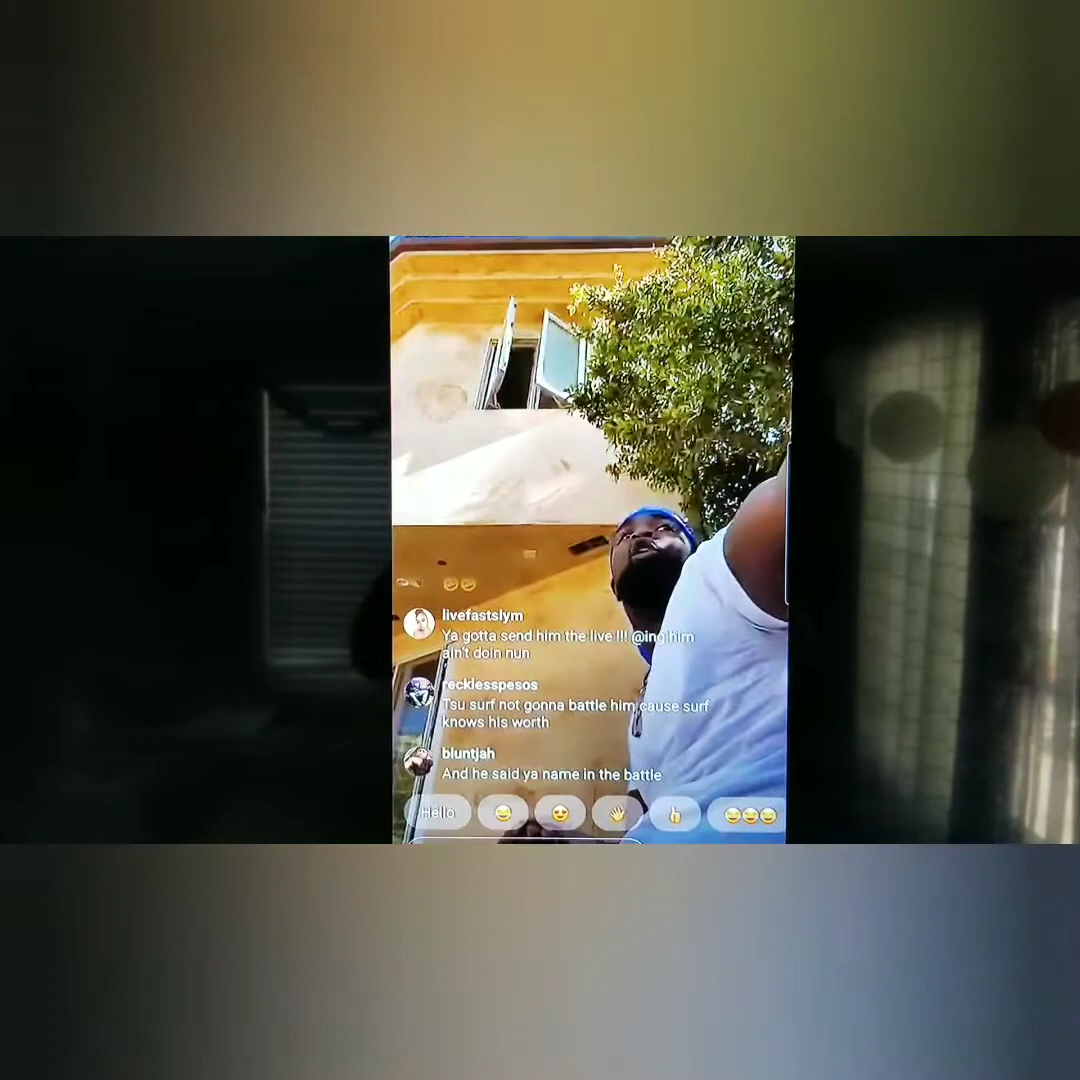 livefastslym
Ya gotta send him the live !!! @ing him
ain't doin nun
recklesspesos
Tsu surf not gonna battle him cause surf
knows his worth
bluntjah
And he said ya name in the battle
Hello